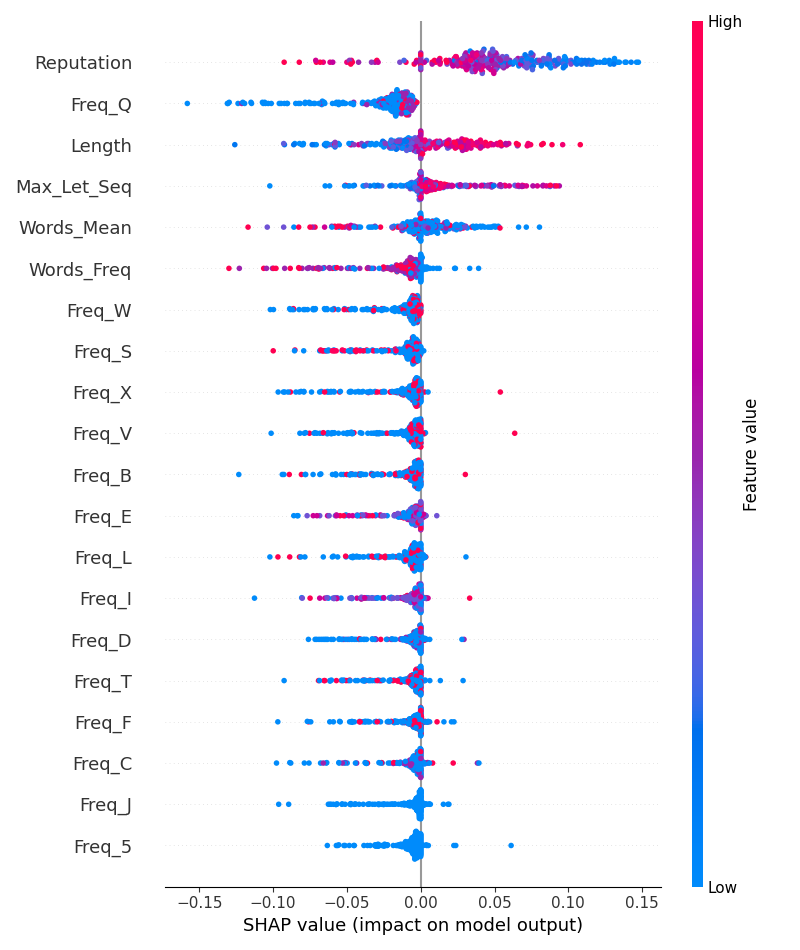 High
Reputation
Freq_Q
Length
Max_Let_Seq
Words_Mean
Words_Freq
Freq_W
Freq_S
Freq_X
Freq_V
Freq_B
Freq_E
Freq_L
Freq_I
Freq_D
Freq_T
Freq_F
Freq_C
Freq_J
Freq_5
Feature value
Low
−0.15 −0.10 −0.05 0.00 0.05 0.10 0.15
SHAP value (impact on model output)